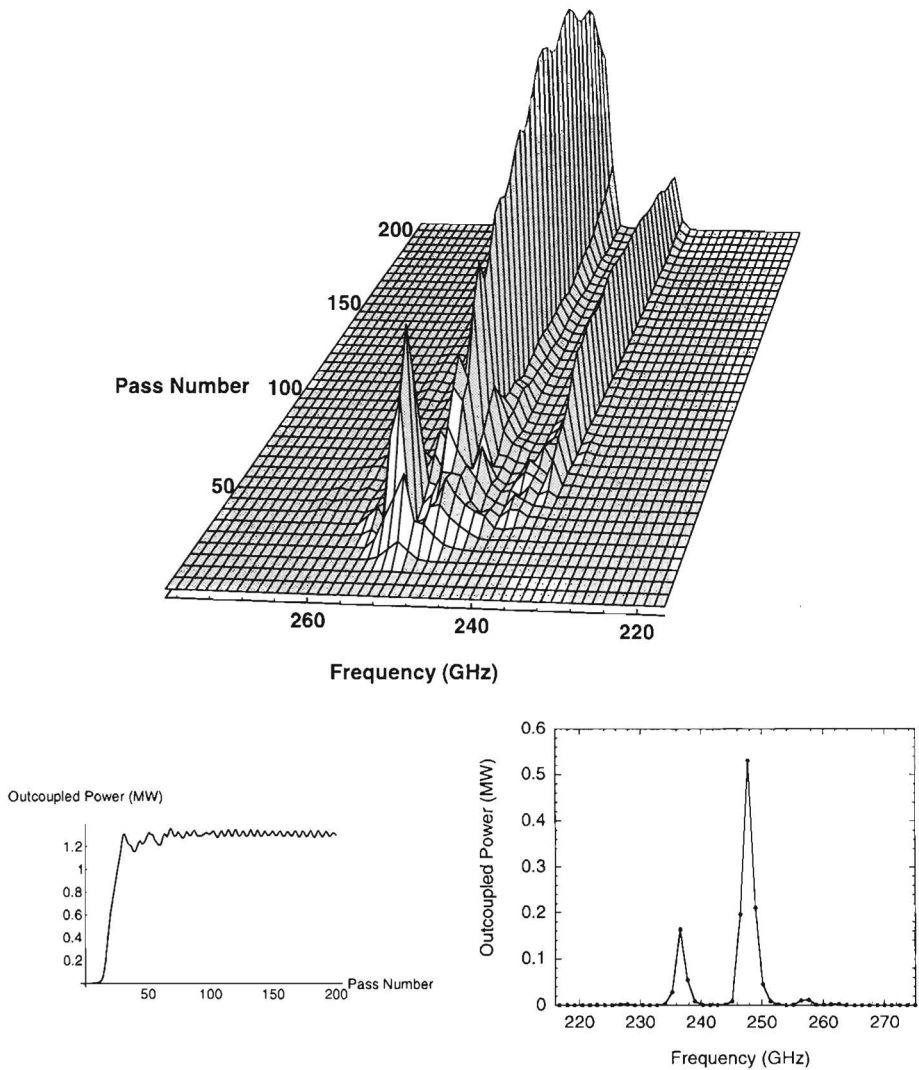 200
150
Pass Number 100
50
260
240
220
Frequency (GHz)
Outcoupled Power (MW)
1.2
1
0.8
0.6
0.4
0.2
50 100 150 200 Pass Number
Outcoupled Power (MW)
0.6
0.5
0.4
0.3
0.2
0.1
0
220 230 240 250 260 270
Frequency (GHz)